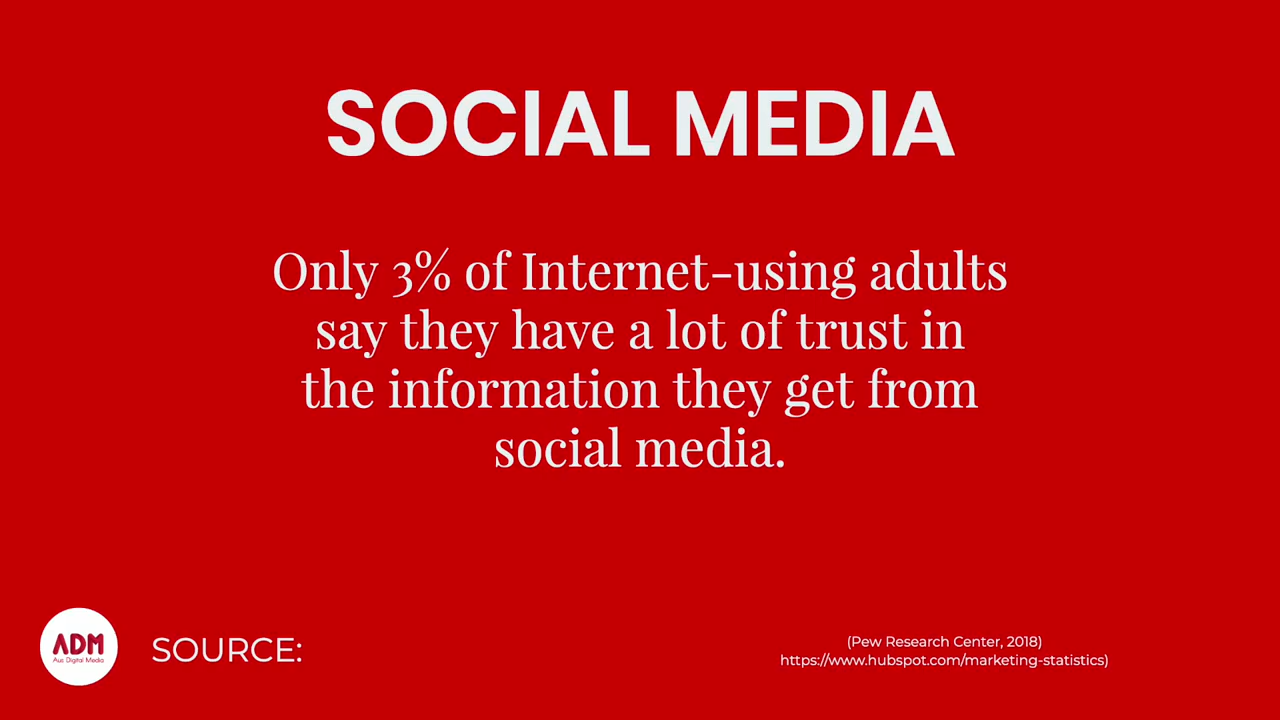 SOCIAL MEDIA
Only 3% of Internet-using adults
say they have a lot of trust in
the information they get from
social media.
ADM
Aus Digital Media
SOURCE:
(Pew Research Center, 2018)
https://www.hubspot.com/marketing-statistics)